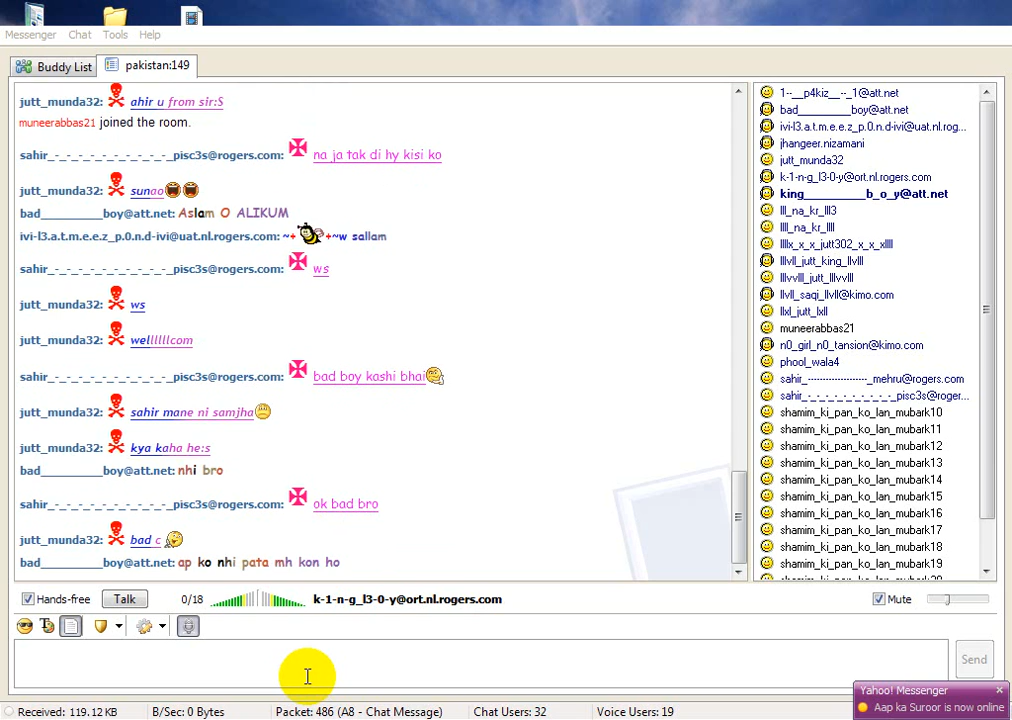 Messenger Chat Tools Help
Buddy List pakistan:149
jutt_munda32: ahir u from sir:S
muneerabbas21 joined the room.
sahir_-_-_-_-_-_-_-_-_-_pisc3s@rogers.com: na ja tak di hy kisi ko
jutt_munda32: sunao
bad_________boy@att.net: Aslam O ALIKUM
ivi-l3.a.t.m.e.e.z_p.0.n.d-ivi@uat.nl.rogers.com: ~+ +~w sallam
sahir_-_-_-_-_-_-_-_-_-_pisc3s@rogers.com: ws
jutt_munda32: ws
jutt_munda32: wellllllcom
sahir_-_-_-_-_-_-_-_-_-_pisc3s@rogers.com: bad boy kashi bhai
jutt_munda32: sahir mane ni samjha
jutt_munda32: kya kaha he:s
bad_________boy@att.net: nhi bro
sahir_-_-_-_-_-_-_-_-_-_pisc3s@rogers.com: ok bad bro
jutt_munda32: bad c
bad_________boy@att.net: ap ko nhi pata mh kon ho
1--__p4kiz__--_1@att.net
bad_________boy@att.net
ivi-l3.a.t.m.e.e.z_p.0.n.d-ivi@uat.nl.rog...
jhangeer.nizamani
jutt_munda32
k-1-n-g_l3-0-y@ort.nl.rogers.com
king_________b_o_y@att.net
lll_na_kr_lll3
llll_na_kr_llll
llllx_x_x_jutt302_x_x_xllll
lllvll_jutt_king_llvlll
lllvvlll_jutt_lllvvlll
llvll_saqi_llvll@kimo.com
llxl_jutt_lxll
muneerabbas21
n0_girl_n0_tansion@kimo.com
phool_wala4
sahir_--------------------_mehru@rogers.com
sahir_-_-_-_-_-_-_-_-_-_pisc3s@roger...
shamim_ki_pan_ko_lan_mubark10
shamim_ki_pan_ko_lan_mubark11
shamim_ki_pan_ko_lan_mubark12
shamim_ki_pan_ko_lan_mubark13
shamim_ki_pan_ko_lan_mubark14
shamim_ki_pan_ko_lan_mubark15
shamim_ki_pan_ko_lan_mubark16
shamim_ki_pan_ko_lan_mubark17
shamim_ki_pan_ko_lan_mubark18
shamim_ki_pan_ko_lan_mubark19
Hands-free Talk 0/18 k-1-n-g_l3-0-y@ort.nl.rogers.com Mute
Send
Yahoo! Messenger
Aap ka Suroor is now online
Received: 119.12 KB B/Sec: 0 Bytes Packet: 486 (A8 - Chat Message) Chat Users: 32 Voice Users: 19